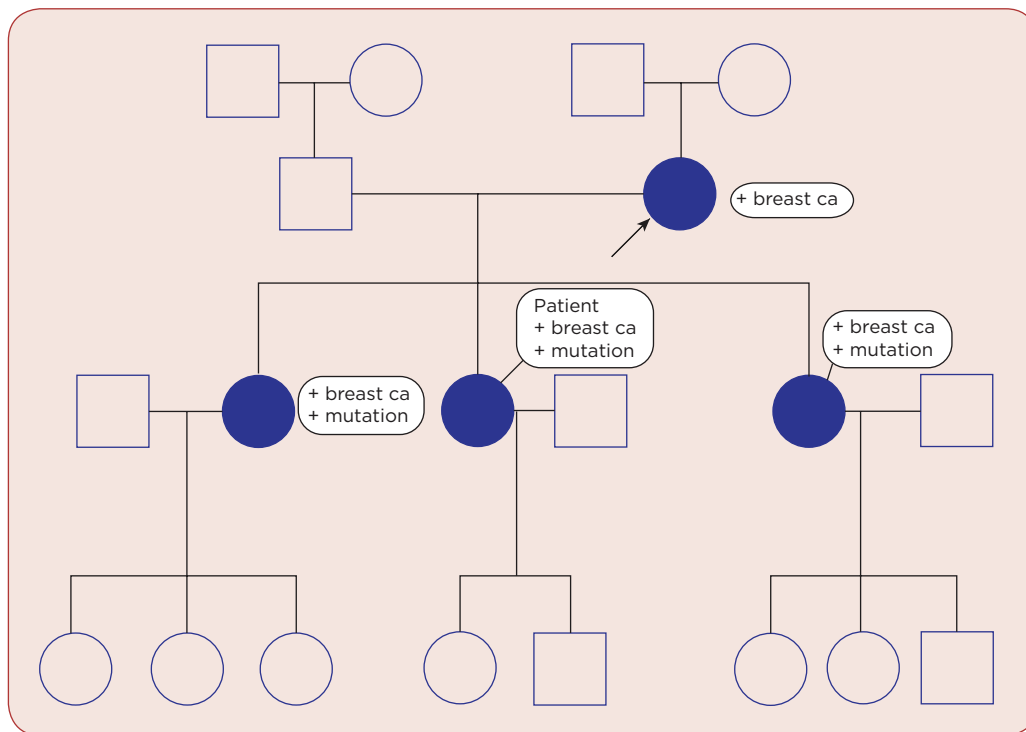 + breast ca
Patient
+ breast ca
+ mutation
+ breast ca
+ mutation
+ breast ca
+ mutation